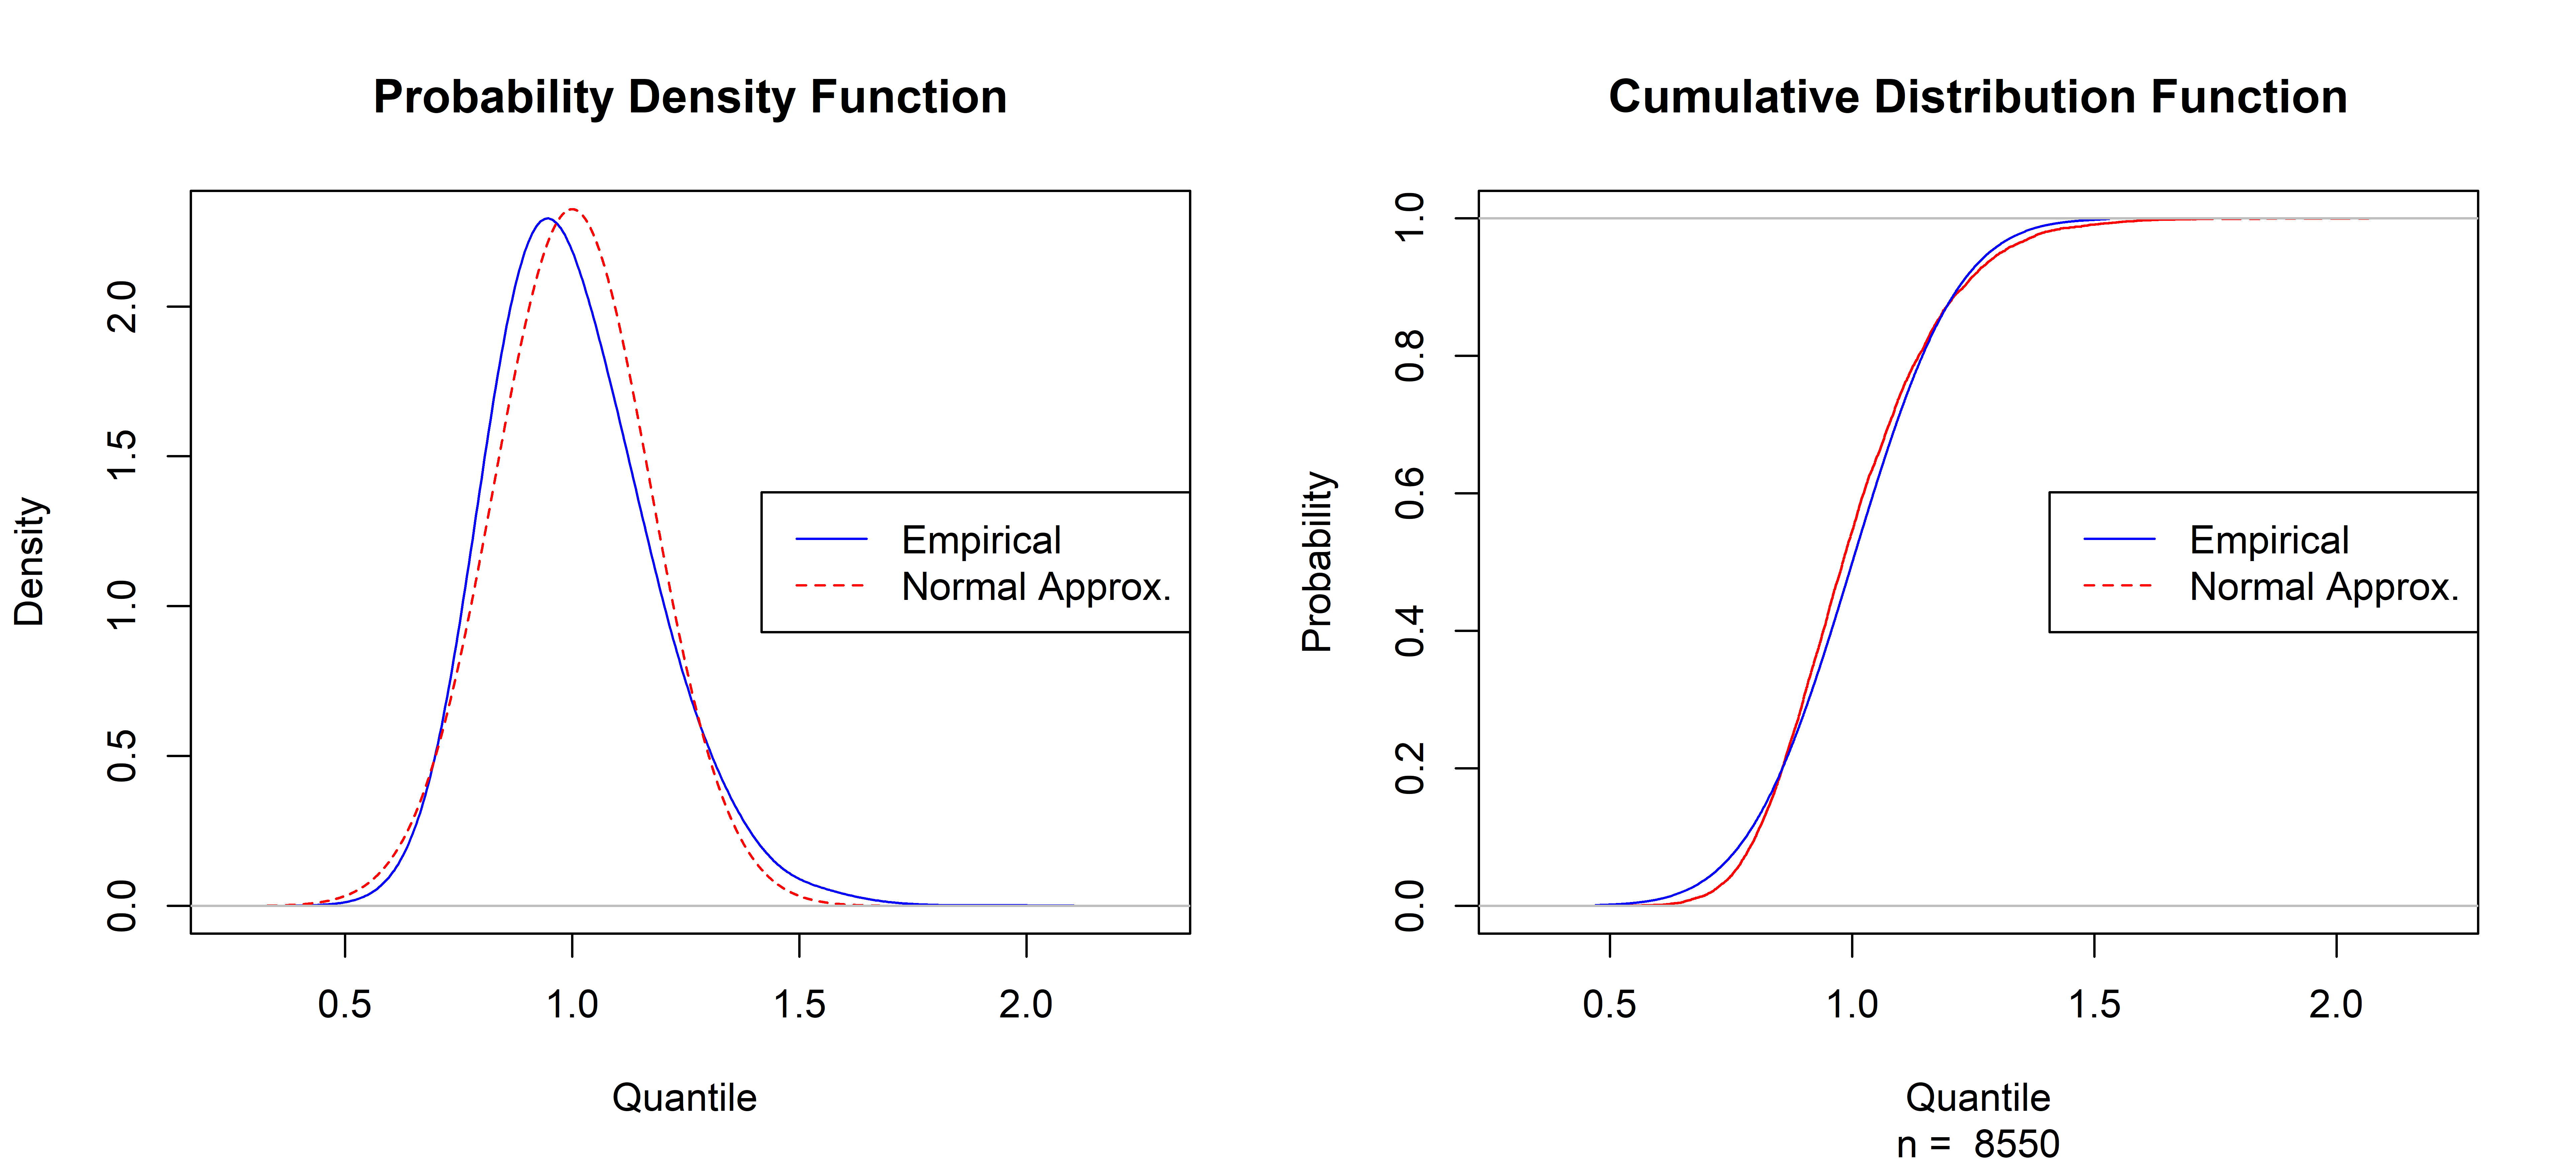 Probability Density Function
Density
0.0
0.5
1.0
1.5
2.0
0.5
1.0
1.5
2.0
Quantile
Empirical
Normal Approx.
Cumulative Distribution Function
Probability
0.0
0.2
0.4
0.6
0.8
1.0
0.5
1.0
1.5
2.0
Quantile
n = 8550
Empirical
Normal Approx.